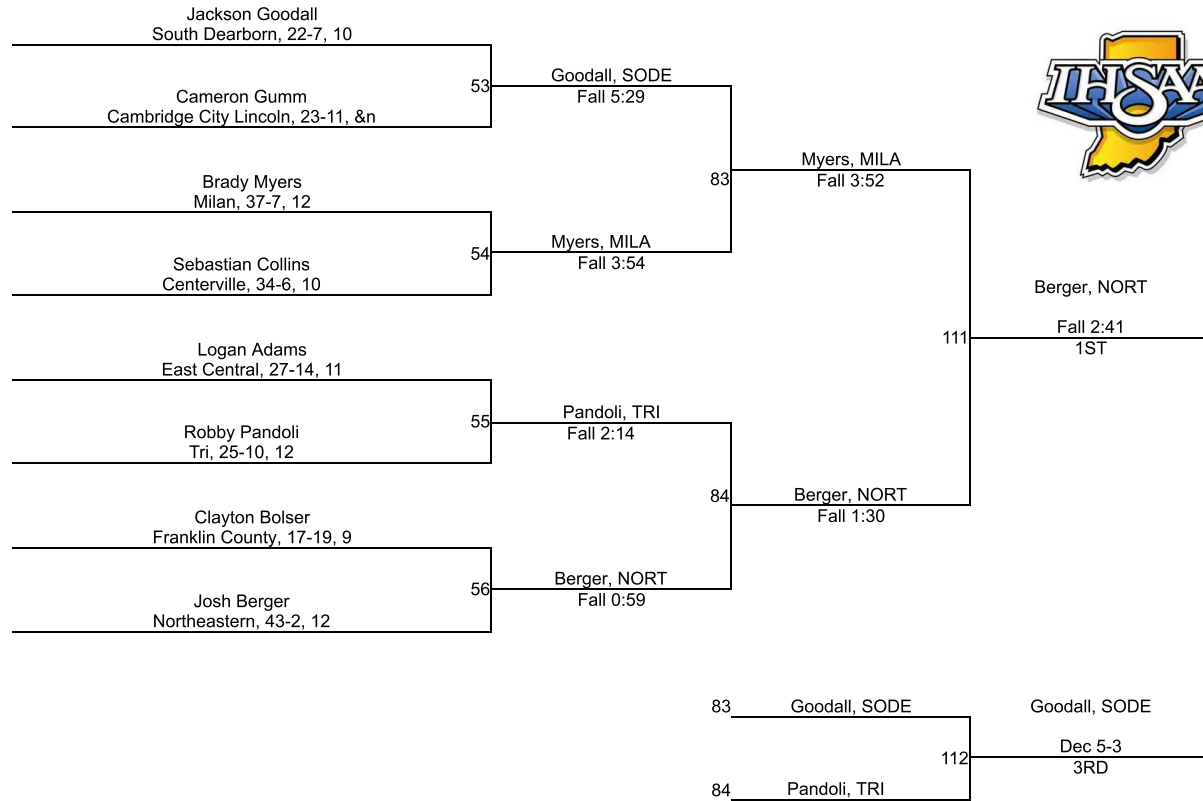 Jackson Goodall
South Dearborn, 22-7, 10
53
Goodall, SODE
Fall 5:29
Cameron Gumm
Cambridge City Lincoln, 23-11, &n
83
Myers, MILA
Fall 3:52
Brady Myers
Milan, 37-7, 12
54
Myers, MILA
Fall 3:54
Sebastian Collins
Centerville, 34-6, 10
IHSAA
111
Berger, NORT
Fall 2:41
1ST
Logan Adams
East Central, 27-14, 11
55
Pandoli, TRI
Fall 2:14
Robby Pandoli
Tri, 25-10, 12
84
Berger, NORT
Fall 1:30
Clayton Bolser
Franklin County, 17-19, 9
56
Berger, NORT
Fall 0:59
Josh Berger
Northeastern, 43-2, 12
83
Goodall, SODE
112
Goodall, SODE
Dec 5-3
3RD
84
Pandoli, TRI